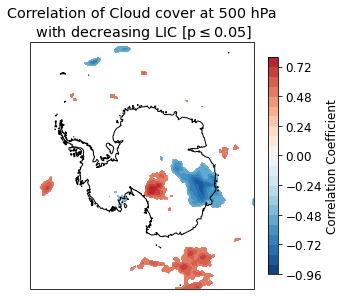 Correlation of Cloud cover at 500 hPa
with decreasing LIC [p ≤ 0.05]
0.72
0.48
0.24
0.00
−0.24
−0.48
−0.72
−0.96
Correlation Coefficient